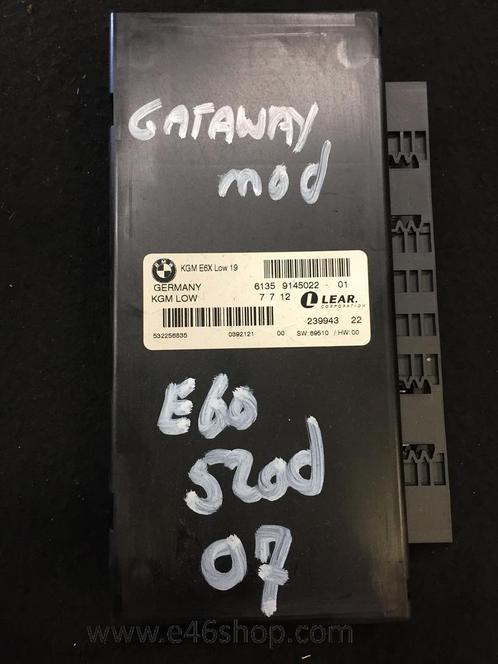 GATAWAY
mod
BMW
KGM E6X Low 19
GERMANY 6135 9145022 - 01
KGM LOW 7 7 12 LEAR.
CORPORATION
239943 22
532256835 0392121 00 SW: 69510 / HW: 00
E60
520d
07
www.e46shop.com